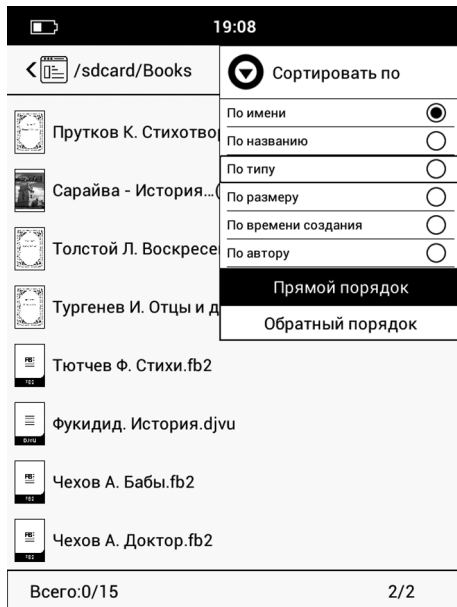 19:08
/sdcard/Books
Сортировать по
По имени
По названию
По типу
По размеру
По времени создания
По автору
Прямой порядок
Обратный порядок
Прутков К. Стихотво
Сарайва - История...(
Толстой Л. Воскресе
Тургенев И. Отцы и д
Тютчев Ф. Стихи.fb2
Фукидид. История.djvu
DJVU
Чехов А. Бабы.fb2
Чехов А. Доктор.fb2
Всего:0/15
2/2